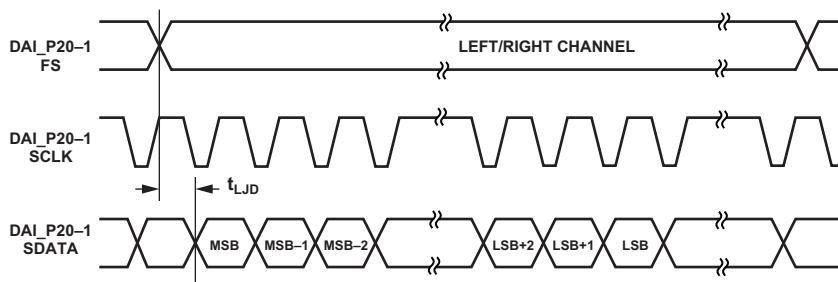 DAI_P20–1
FS
LEFT/RIGHT CHANNEL
DAI_P20–1
SCLK
tLJD
DAI_P20–1
SDATA
MSB
MSB–1
MSB–2
LSB+2
LSB+1
LSB